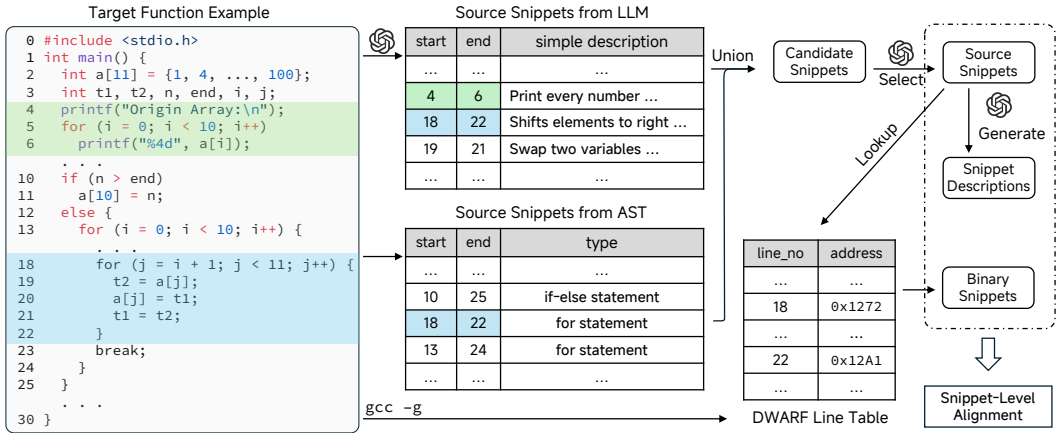 Target Function Example
0 #include <stdio.h>
1 int main() {
2 int a[11] = {1, 4, ..., 100};
3 int t1, t2, n, end, i, j;
4 printf("Origin Array:\n");
5 for (i = 0; i < 10; i++)
6 printf("%4d", a[i]);
. . .
10 if (n > end)
11 a[10] = n;
12 else {
13 for (i = 0; i < 10; i++) {
. . .
18 for (j = i + 1; j < 11; j++) {
19 t2 = a[j];
20 a[j] = t1;
21 t1 = t2;
22 }
23 break;
24 }
25 }
. . .
30 }
Source Snippets from LLM
start end simple description
... ... ...
4 6 Print every number ...
18 22 Shifts elements to right ...
19 21 Swap two variables ...
... ... ...
Source Snippets from AST
start end type
... ... ...
10 25 if-else statement
18 22 for statement
13 24 for statement
... ... ...
gcc -g
Union
Candidate
Snippets
Select
Source
Snippets
Generate
Snippet
Descriptions
Lookup
line_no address
... ...
18 0x1272
... ...
22 0x12A1
... ...
DWARF Line Table
Binary
Snippets
Snippet-Level
Alignment